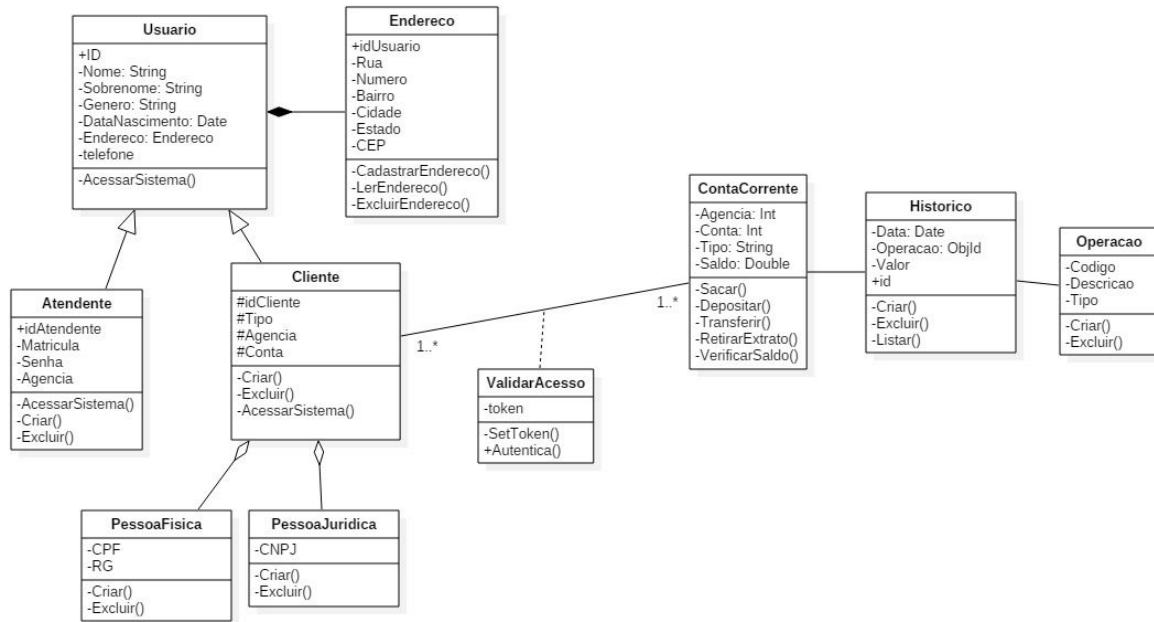 Usuario
+ID
-Nome: String
-Sobrenome: String
-Genero: String
-DataNascimento: Date
-Endereco: Endereco
-telefone
-AcessarSistema()
Endereco
+idUsuario
-Rua
-Numero
-Bairro
-Cidade
-Estado
-CEP
-CadastrarEndereco()
-LerEndereco()
-ExcluirEndereco()
Atendente
+idAtendente
-Matricula
-Senha
-Agencia
-AcessarSistema()
-Criar()
-Excluir()
Cliente
#idCliente
#Tipo
#Agencia
#Conta
-Criar()
-Excluir()
-AcessarSistema()
1..*
1..*
ValidarAcesso
-token
-SetToken()
+Autentica()
ContaCorrente
-Agencia: Int
-Conta: Int
-Tipo: String
-Saldo: Double
-Sacar()
-Depositar()
-Transferir()
-RetirarExtrato()
-VerificarSaldo()
Historico
-Data: Date
-Operacao: ObjId
-Valor
+id
-Criar()
-Excluir()
-Listar()
Operacao
-Codigo
-Descricao
-Tipo
-Criar()
-Excluir()
PessoaFisica
-CPF
-RG
-Criar()
-Excluir()
PessoaJuridica
-CNPJ
-Criar()
-Excluir()